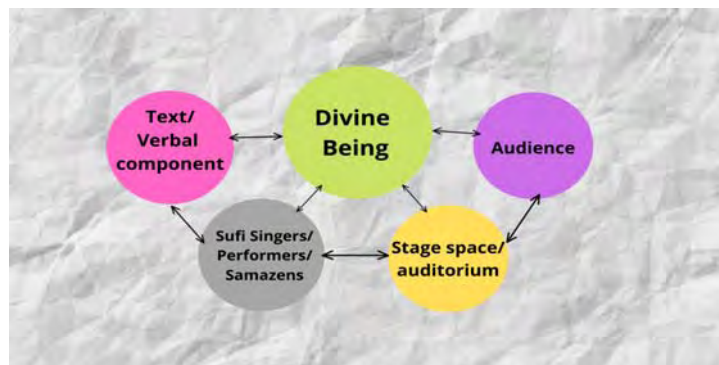 Text/
Verbal
component
Divine
Being
Audience
Sufi Singers/
Performers/
Samazens
Stage space/
auditorium